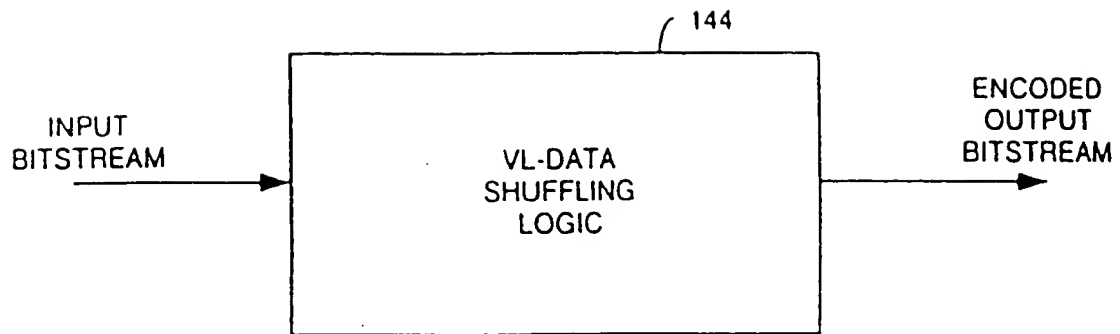 144
INPUT
BITSTREAM
VL-DATA
SHUFFLING
LOGIC
ENCODED
OUTPUT
BITSTREAM